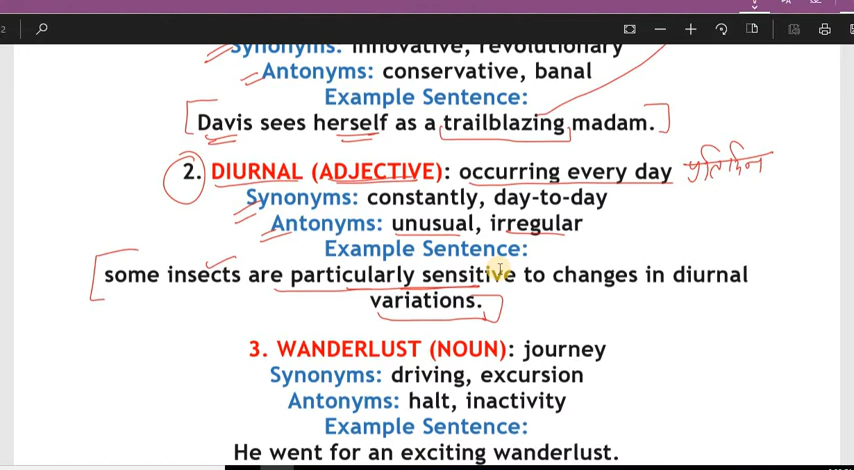 2
Synonyms: innovative, revolutionary
Antonyms: conservative, banal
Example Sentence:
Davis sees herself as a trailblazing madam.
2. DIURNAL (ADJECTIVE): occurring every day प्रतिदिन
Synonyms: constantly, day-to-day
Antonyms: unusual, irregular
Example Sentence:
some insects are particularly sensitive to changes in diurnal
variations.
3. WANDERLUST (NOUN): journey
Synonyms: driving, excursion
Antonyms: halt, inactivity
Example Sentence:
He went for an exciting wanderlust.